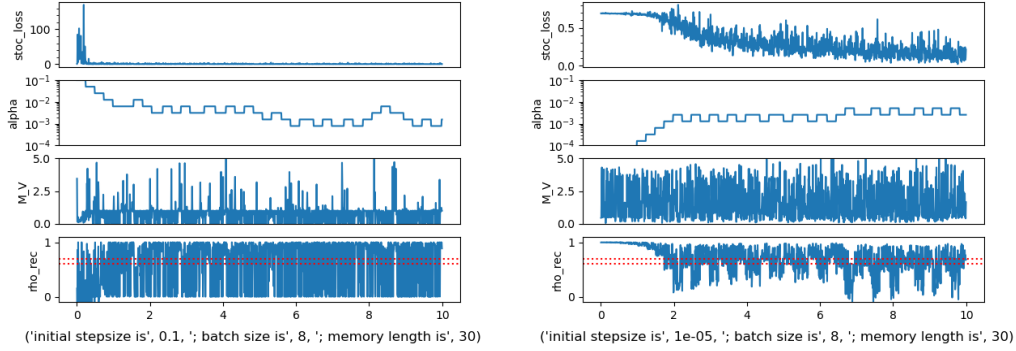 stoc_loss
100
0
alpha
10⁻¹
10⁻²
10⁻³
10⁻⁴
M_V
5.0
2.5
0.0
rho_rec
1
0
0 2 4 6 8 10
('initial stepsize is', 0.1, '; batch size is', 8, '; memory length is', 30)
stoc_loss
0.5
0.0
alpha
10⁻¹
10⁻²
10⁻³
10⁻⁴
M_V
5.0
2.5
0.0
rho_rec
1
0
0 2 4 6 8 10
('initial stepsize is', 1e-05, '; batch size is', 8, '; memory length is', 30)